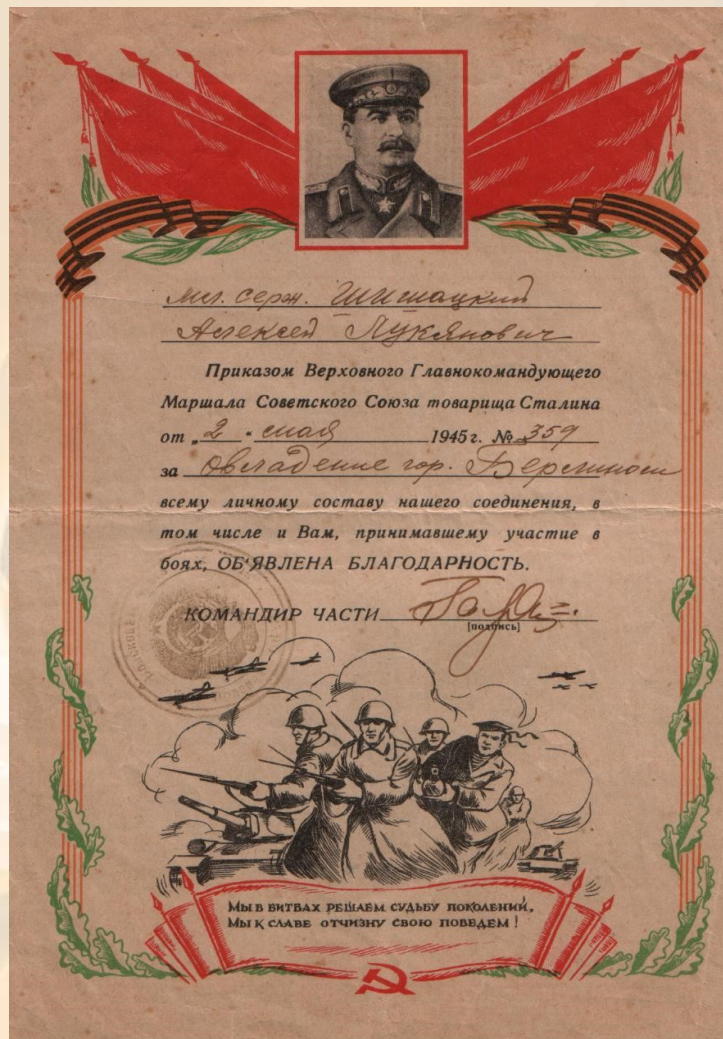 мл. серж. Шишацкий
Алексей Лукянович
Приказом Верховного Главнокомандующего
Маршала Советского Союза товарища Сталина
от „2“ мая 1945 г. № 359
за овладение гор. Берлином
всему личному составу нашего соединения, в
том числе и Вам, принимавшему участие в
боях, ОБ'ЯВЛЕНА БЛАГОДАРНОСТЬ.
КОМАНДИР ЧАСТИ
[подпись]
МЫ В БИТВАХ РЕШАЕМ СУДЬБУ ПОКОЛЕНИЙ,
МЫ К СЛАВЕ ОТЧИЗНУ СВОЮ ПОВЕДЕМ!